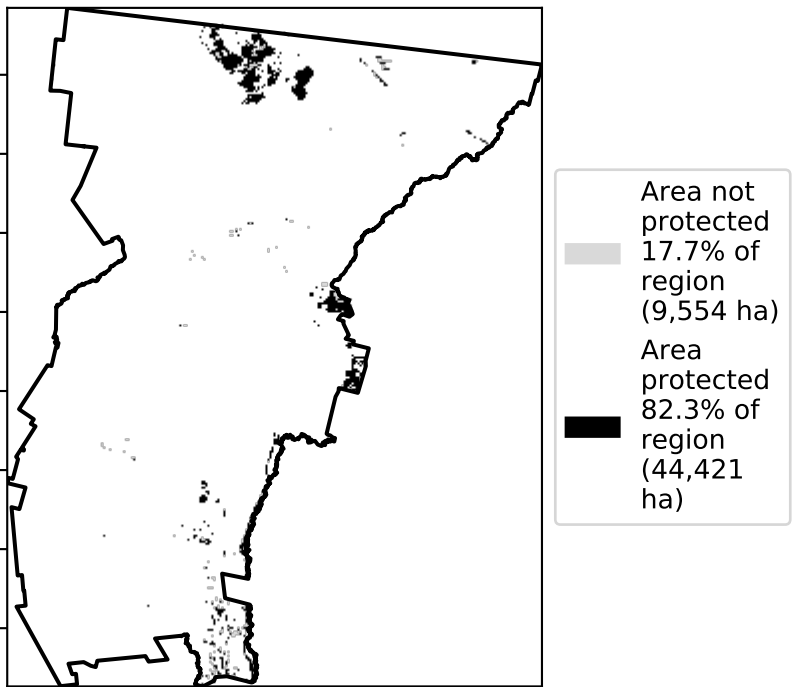 Area not
protected
17.7% of
region
(9,554 ha)
Area
protected
82.3% of
region
(44,421
ha)